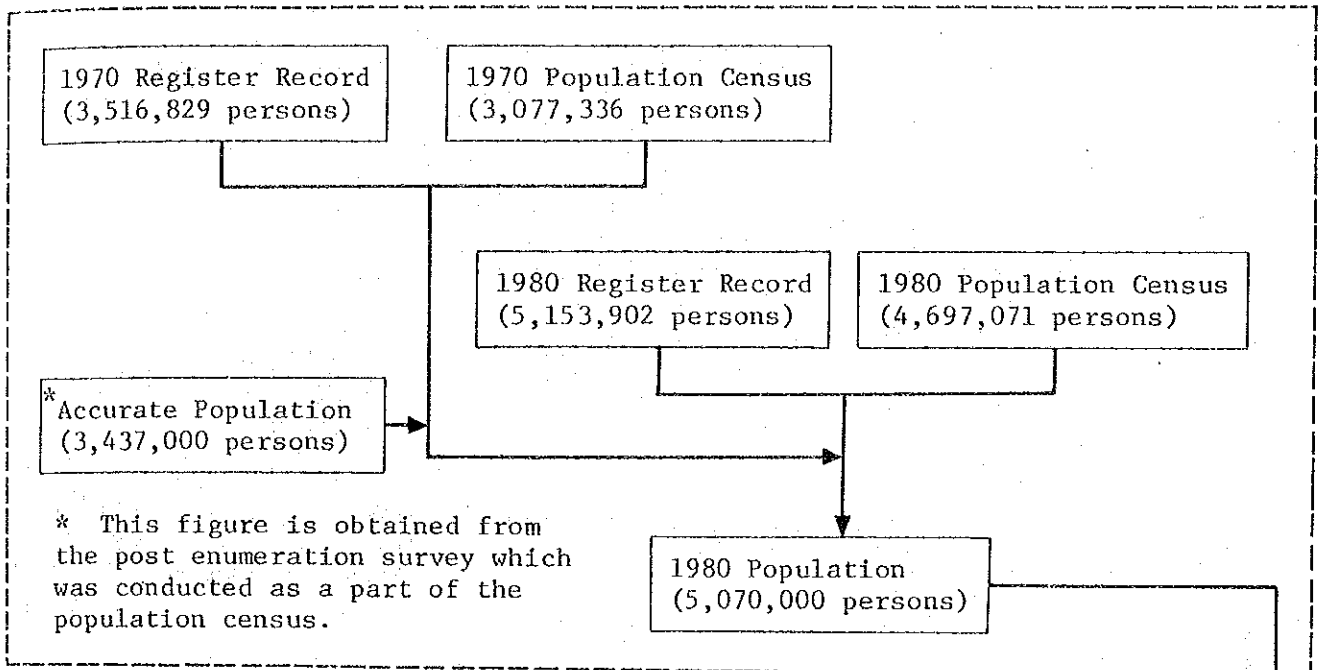 1970 Register Record
(3,516,829 persons)
1970 Population Census
(3,077,336 persons)
1980 Register Record
(5,153,902 persons)
1980 Population Census
(4,697,071 persons)
*Accurate Population
(3,437,000 persons)
* This figure is obtained from
the post enumeration survey which
was conducted as a part of the
population census.
1980 Population
(5,070,000 persons)